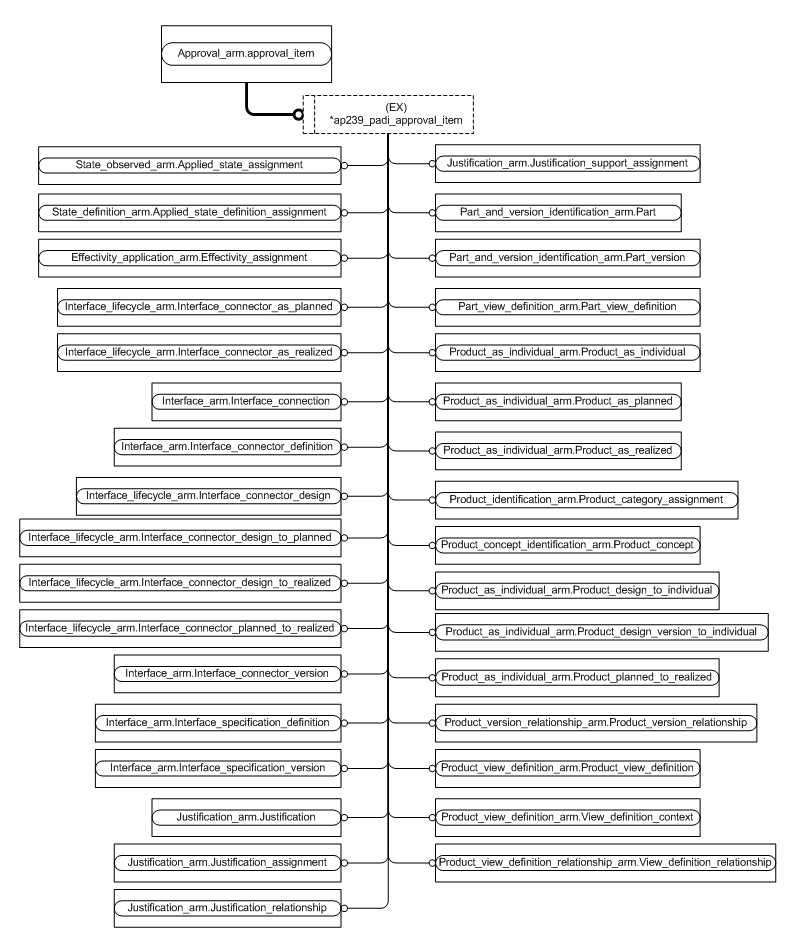 Approval_arm.approval_item
(EX)
*ap239_padi_approval_item
State_observed_arm.Applied_state_assignment
State_definition_arm.Applied_state_definition_assignment
Effectivity_application_arm.Effectivity_assignment
Interface_lifecycle_arm.Interface_connector_as_planned
Interface_lifecycle_arm.Interface_connector_as_realized
Interface_arm.Interface_connection
Interface_arm.Interface_connector_definition
Interface_lifecycle_arm.Interface_connector_design
Interface_lifecycle_arm.Interface_connector_design_to_planned
Interface_lifecycle_arm.Interface_connector_design_to_realized
Interface_lifecycle_arm.Interface_connector_planned_to_realized
Interface_arm.Interface_connector_version
Interface_arm.Interface_specification_definition
Interface_arm.Interface_specification_version
Justification_arm.Justification
Justification_arm.Justification_assignment
Justification_arm.Justification_relationship
Justification_arm.Justification_support_assignment
Part_and_version_identification_arm.Part
Part_and_version_identification_arm.Part_version
Part_view_definition_arm.Part_view_definition
Product_as_individual_arm.Product_as_individual
Product_as_individual_arm.Product_as_planned
Product_as_individual_arm.Product_as_realized
Product_identification_arm.Product_category_assignment
Product_concept_identification_arm.Product_concept
Product_as_individual_arm.Product_design_to_individual
Product_as_individual_arm.Product_design_version_to_individual
Product_as_individual_arm.Product_planned_to_realized
Product_version_relationship_arm.Product_version_relationship
Product_view_definition_arm.Product_view_definition
Product_view_definition_arm.View_definition_context
Product_view_definition_relationship_arm.View_definition_relationship